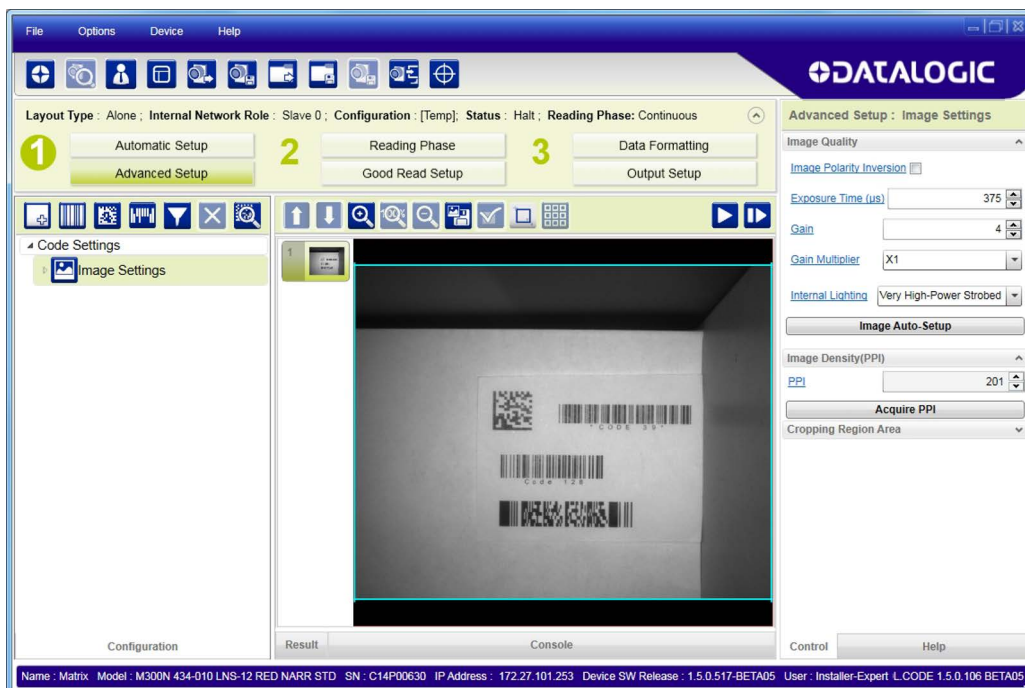 File Options Device Help
DATALOGIC
Layout Type : Alone ; Internal Network Role : Slave 0 ; Configuration : [Temp]; Status : Halt ; Reading Phase: Continuous
1 Automatic Setup 2 Reading Phase 3 Data Formatting
Advanced Setup Good Read Setup Output Setup
Code Settings
Image Settings
100%
1
*CODE 39*
Code 128
Advanced Setup : Image Settings
Image Quality
Image Polarity Inversion
Exposure Time (µs) 375
Gain 4
Gain Multiplier X1
Internal Lighting Very High-Power Strobed
Image Auto-Setup
Image Density(PPI)
PPI 201
Acquire PPI
Cropping Region Area
Configuration Result Console Control Help
Name : Matrix Model : M300N 434-010 LNS-12 RED NARR STD SN : C14P00630 IP Address : 172.27.101.253 Device SW Release : 1.5.0.517-BETA05 User : Installer-Expert L.CODE 1.5.0.106 BETA05